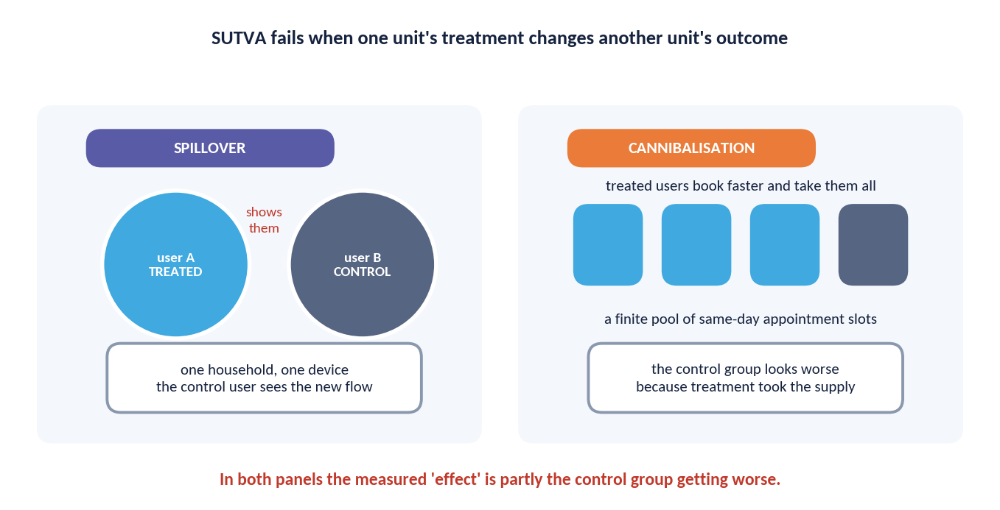 SUTVA fails when one unit's treatment changes another unit's outcome
SPILLOVER
shows
them
user A
TREATED
user B
CONTROL
one household, one device
the control user sees the new flow
CANNIBALISATION
treated users book faster and take them all
a finite pool of same-day appointment slots
the control group looks worse
because treatment took the supply
In both panels the measured 'effect' is partly the control group getting worse.